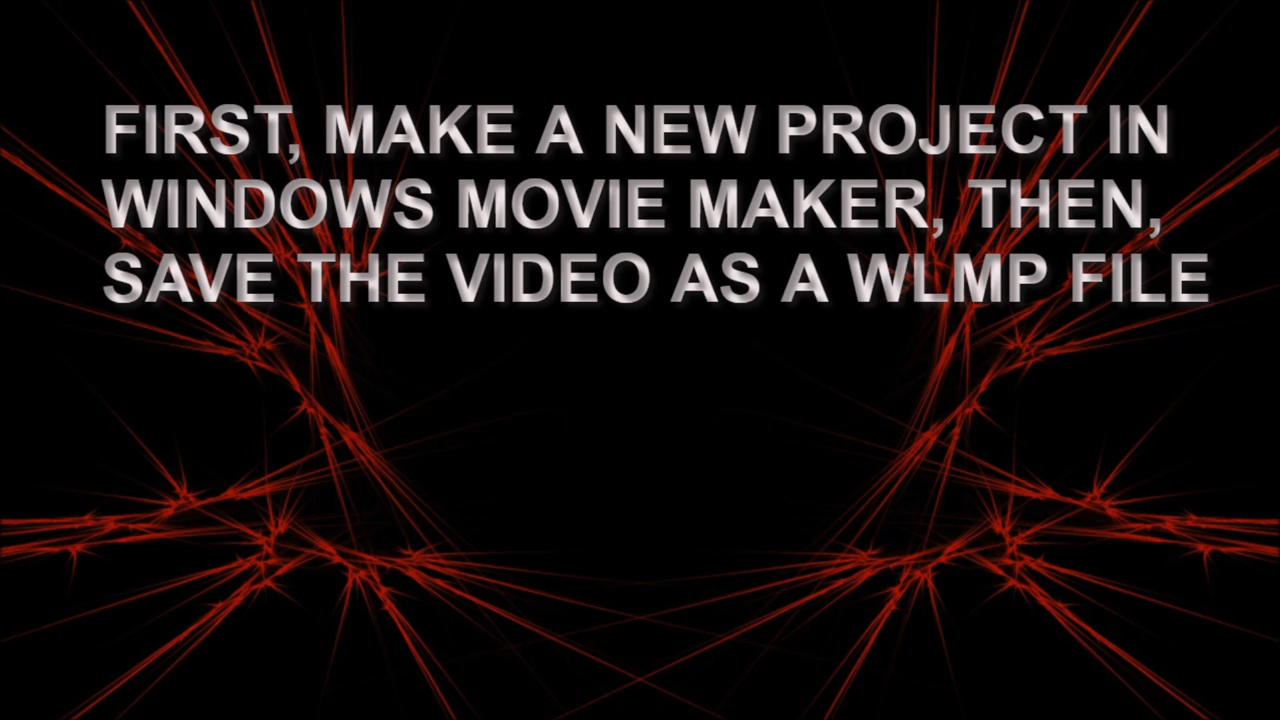 FIRST, MAKE A NEW PROJECT IN
WINDOWS MOVIE MAKER, THEN,
SAVE THE VIDEO AS A WLMP FILE